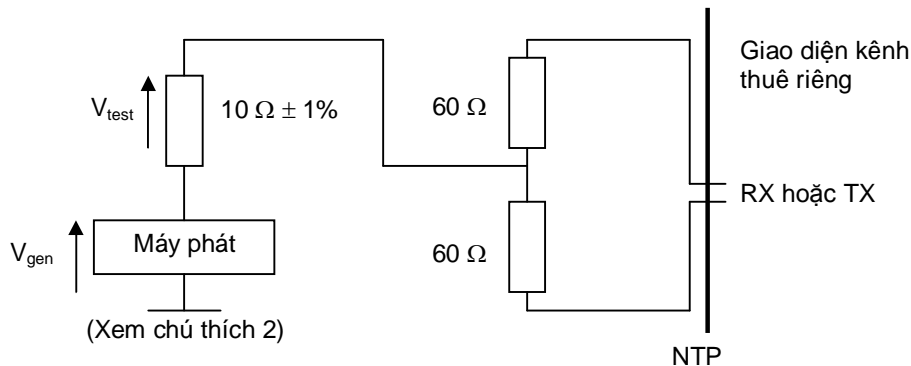 V_test
10 Ω ± 1%
V_gen
Máy phát
(Xem chú thích 2)
60 Ω
60 Ω
Giao diện kênh
thuê riêng
RX hoặc TX
NTP